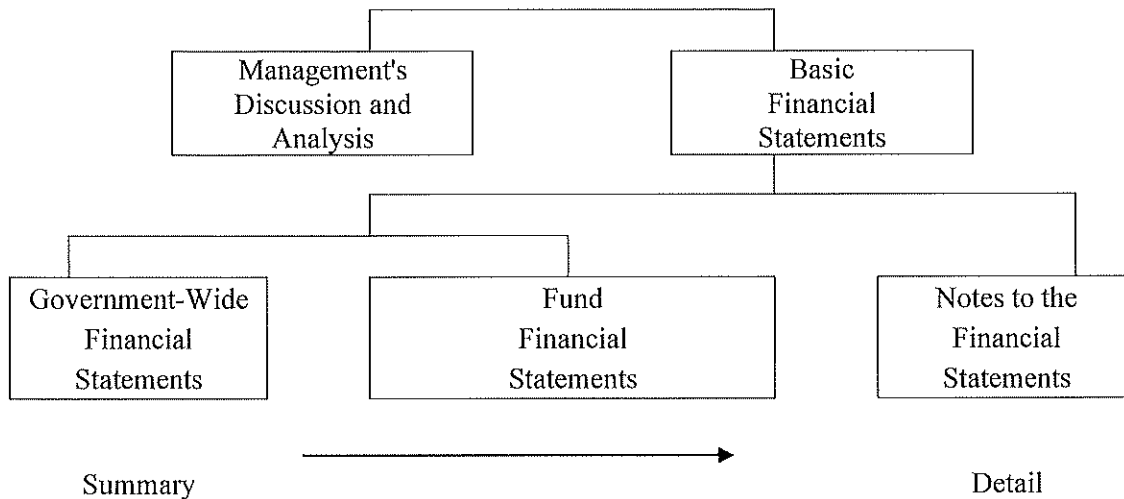 Management's
Discussion and
Analysis
Basic
Financial
Statements
Government-Wide
Financial
Statements
Fund
Financial
Statements
Notes to the
Financial
Statements
Summary
Detail